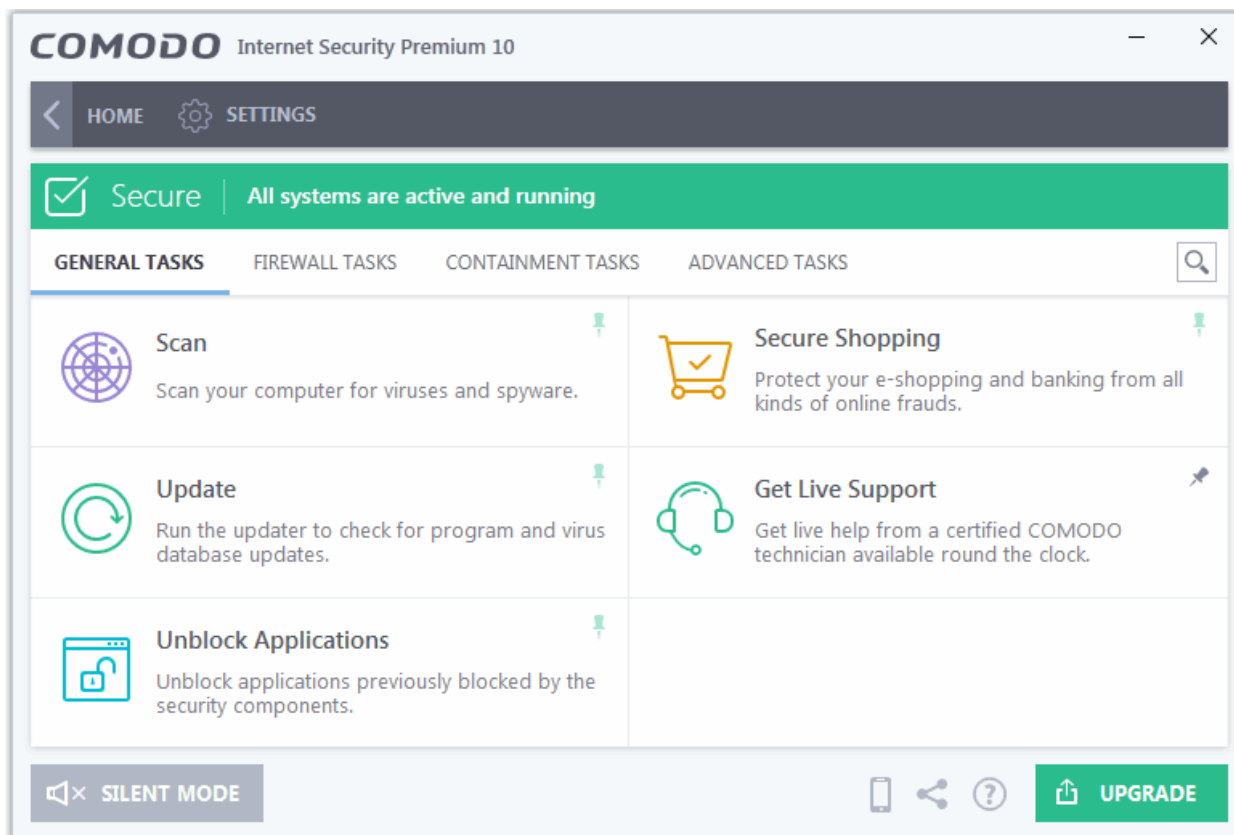 COMODO Internet Security Premium 10
HOME SETTINGS
Secure All systems are active and running
GENERAL TASKS FIREWALL TASKS CONTAINMENT TASKS ADVANCED TASKS
Scan
Scan your computer for viruses and spyware.
Secure Shopping
Protect your e-shopping and banking from all
kinds of online frauds.
Update
Run the updater to check for program and virus
database updates.
Get Live Support
Get live help from a certified COMODO
technician available round the clock.
Unblock Applications
Unblock applications previously blocked by the
security components.
SILENT MODE
?
UPGRADE